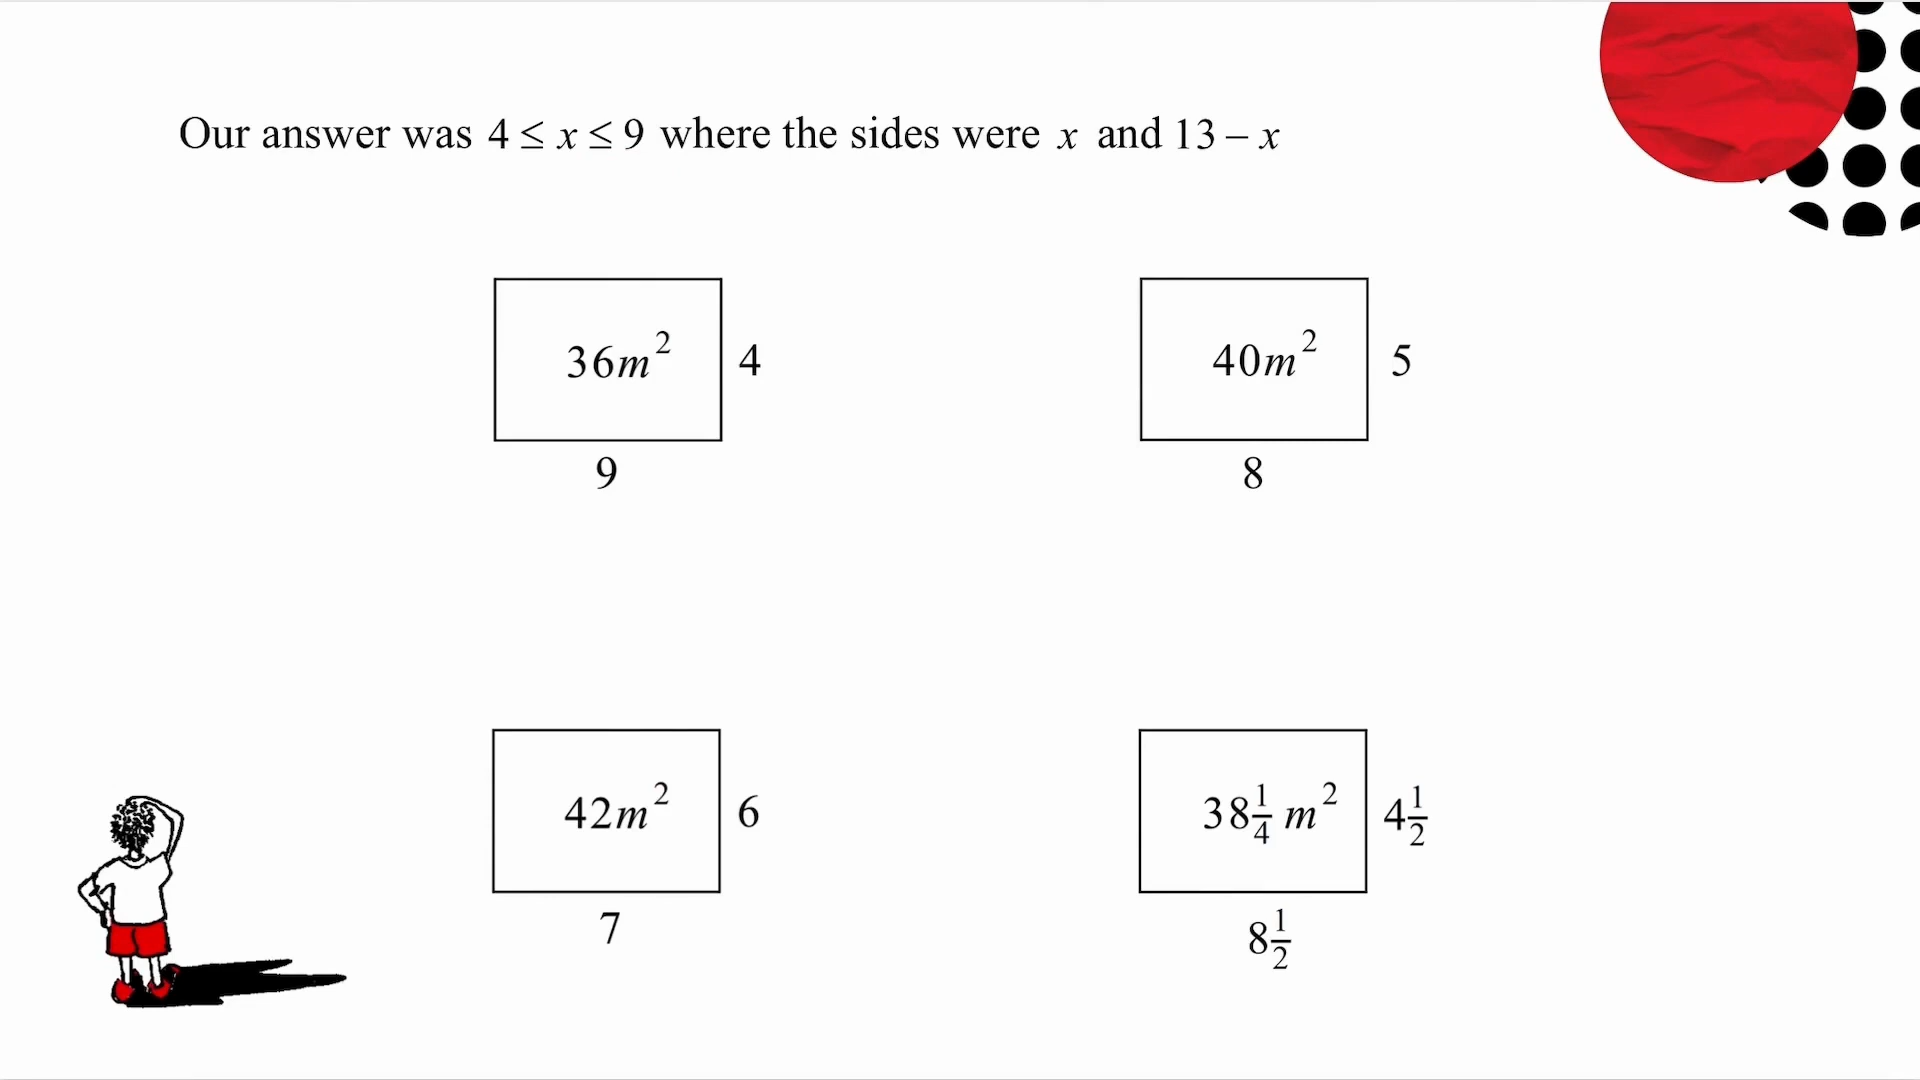 Our answer was 4 ≤ x ≤ 9 where the sides were x and 13 – x
36m² 4
9
40m² 5
8
42m² 6
7
38¼ m² 4½
8½